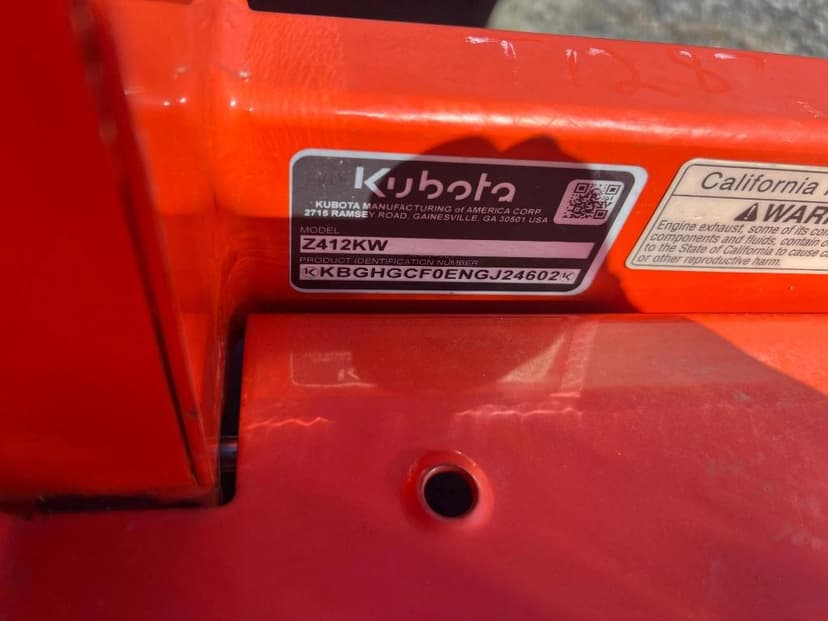 128
Kubota
KUBOTA MANUFACTURING of AMERICA CORP.
2715 RAMSEY ROAD, GAINESVILLE, GA 30501 USA
MODEL
Z412KW
PRODUCT IDENTIFICATION NUMBER
KBGHGCF0ENGJ24602
California
WAR
Engine exhaust, some of its
components and fluids, contain
to the State of California to cause
or other reproductive harm.